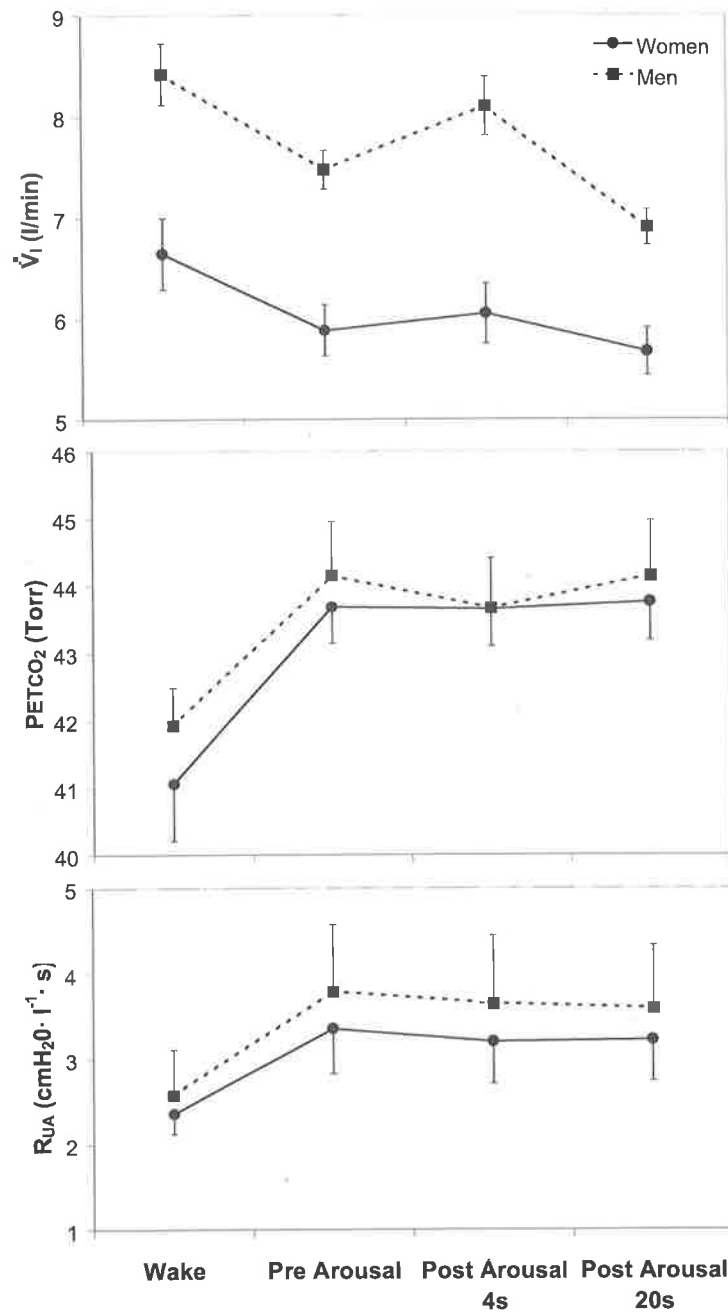 9
8
7
6
5
V̇I (l/min)
Women
Men
46
45
44
43
42
41
40
PETCO₂ (Torr)
5
4
3
2
1
RUA (cmH₂0· l⁻¹· s)
Wake Pre Arousal Post Arousal Post Arousal
4s 20s